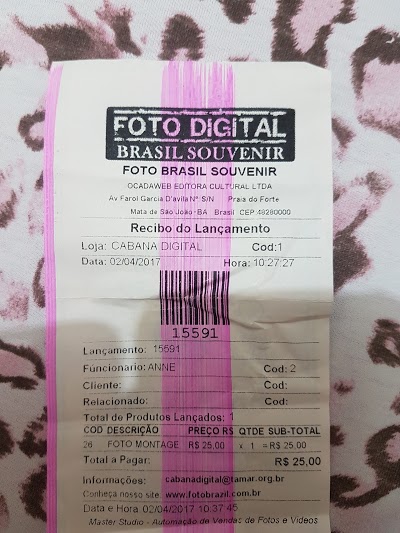 FOTO DIGITAL
BRASIL SOUVENIR
FOTO BRASIL SOUVENIR
OCADAWEB EDITORA CULTURAL LTDA
Av Farol Garcia D'avila Nº S/N Praia do Forte
Mata de São João - BA Brasil CEP 48280000
Recibo do Lançamento
Loja: CABANA DIGITAL Cod:1
Data: 02/04/2017 Hora: 10:27:27
15591
Lançamento: 15591
Funcionario: ANNE Cod: 2
Cliente: Cod:
Relacionado: Cod:
Total de Produtos Lançados: 1
COD DESCRIÇÃO PREÇO R$ QTDE SUB-TOTAL
26 FOTO MONTAGE R$ 25,00 x 1 = R$ 25,00
Total a Pagar: R$ 25,00
Informações: cabanadigital@tamar.org.br
Conheça nosso site: www.fotobrazil.com.br
Data e Hora 02/04/2017 10:37:45
Master Studio - Automação de Vendas de Fotos e Videos